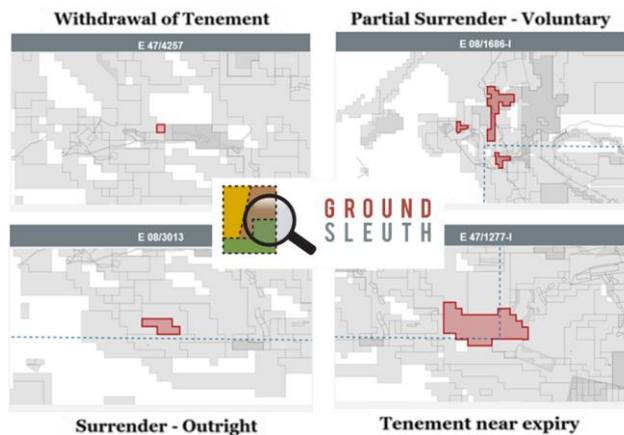 Withdrawal of Tenement
Partial Surrender - Voluntary
E 47/4257
E 08/1686-I
GROUND
SLEUTH
E 08/3013
E 47/1277-I
Surrender - Outright
Tenement near expiry